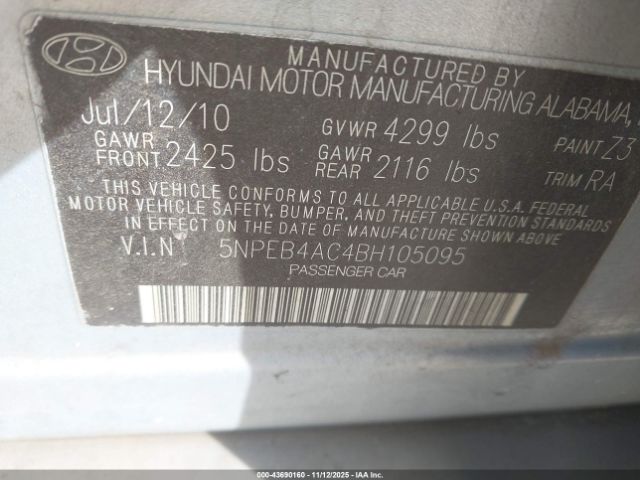 MANUFACTURED BY
HYUNDAI MOTOR MANUFACTURING ALABAMA,
Jul/12/10 GVWR 4299 lbs PAINT Z3
GAWR FRONT 2425 lbs GAWR REAR 2116 lbs TRIM RA
THIS VEHICLE CONFORMS TO ALL APPLICABLE U.S.A. FEDERAL
MOTOR VEHICLE SAFETY, BUMPER, AND THEFT PREVENTION STANDARDS
IN EFFECT ON THE DATE OF MANUFACTURE SHOWN ABOVE.
V.I.N 5NPEB4AC4BH105095
PASSENGER CAR
000-43690160 - 11/12/2025 - IAA Inc.